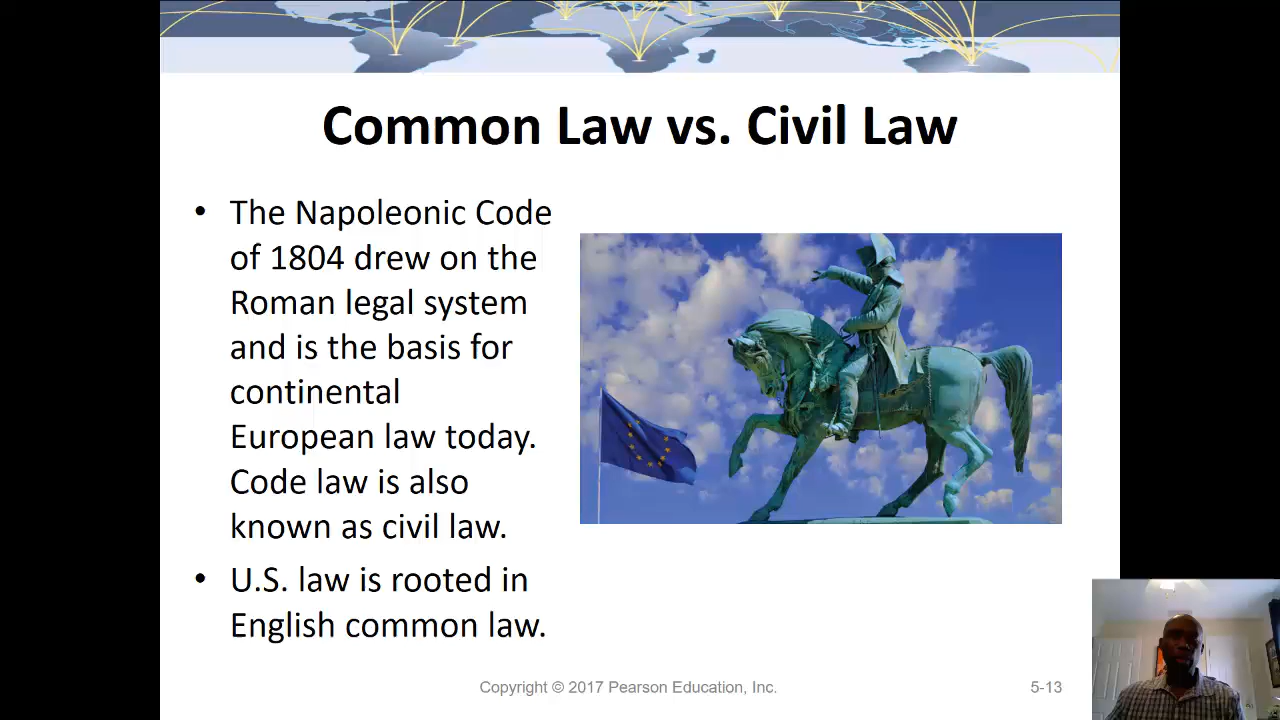 Common Law vs. Civil Law
• The Napoleonic Code
of 1804 drew on the
Roman legal system
and is the basis for
continental
European law today.
Code law is also
known as civil law.
• U.S. law is rooted in
English common law.
Copyright © 2017 Pearson Education, Inc.
5-13